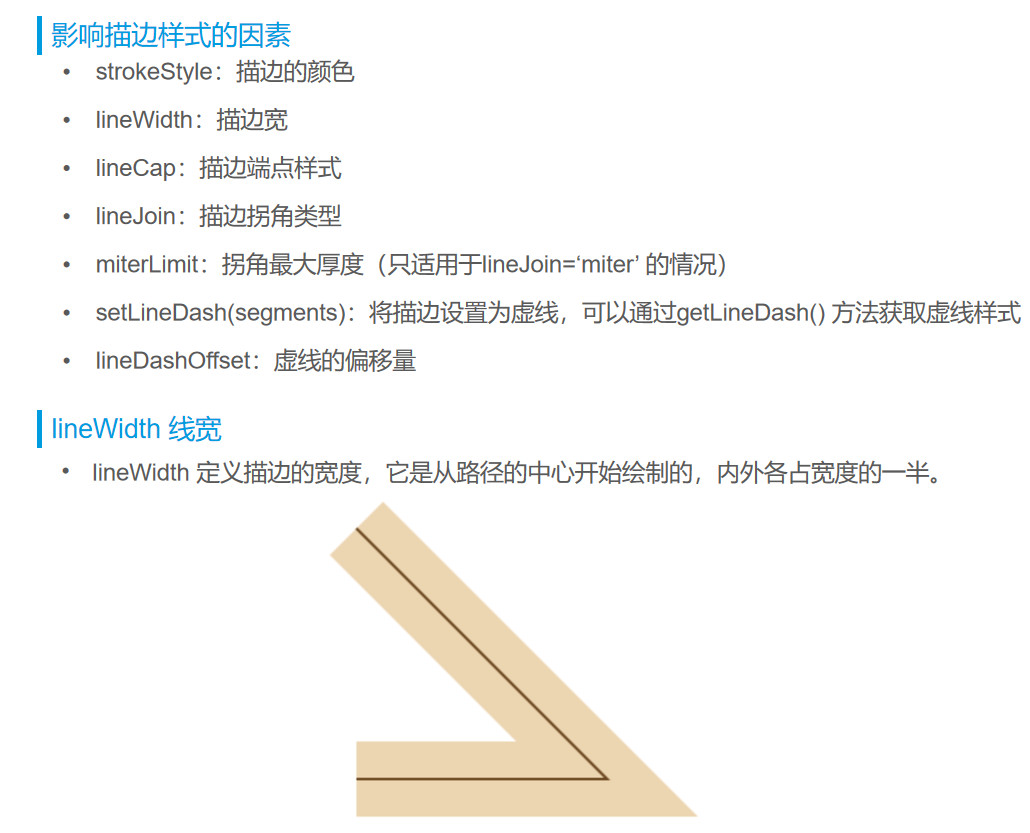 影响描边样式的因素
• strokeStyle：描边的颜色
• lineWidth：描边宽
• lineCap：描边端点样式
• lineJoin：描边拐角类型
• miterLimit：拐角最大厚度（只适用于lineJoin=‘miter’ 的情况）
• setLineDash(segments)：将描边设置为虚线，可以通过getLineDash() 方法获取虚线样式
• lineDashOffset：虚线的偏移量
lineWidth 线宽
• lineWidth 定义描边的宽度，它是从路径的中心开始绘制的，内外各占宽度的一半。